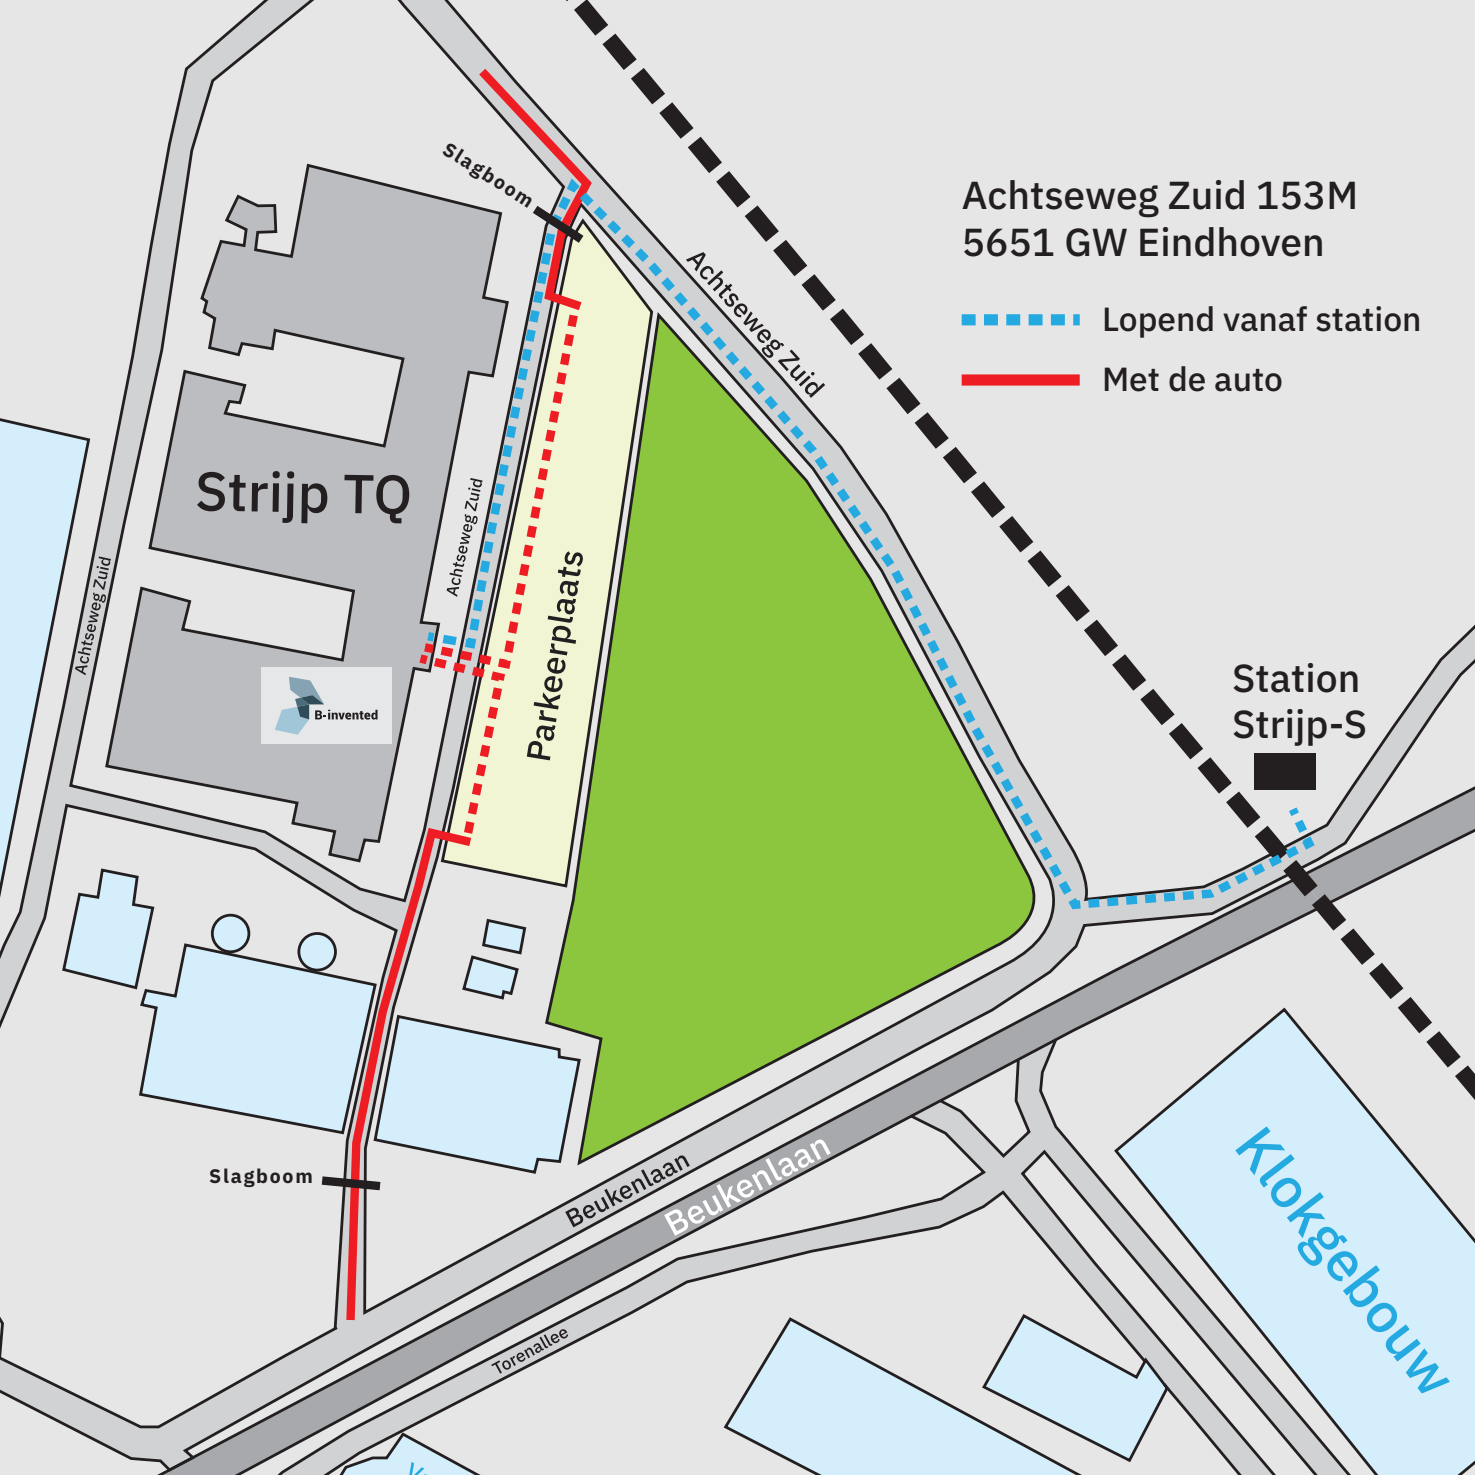 Slagboom
Achtseweg Zuid 153M
5651 GW Eindhoven
Lopend vanaf station
Met de auto
Achtseweg Zuid
Strijp TQ
Achtseweg Zuid
Achtseweg Zuid
Parkeerplaats
B-invented
Station
Strijp-S
Slagboom
Beukenlaan
Beukenlaan
Klokgebouw
Torenallee